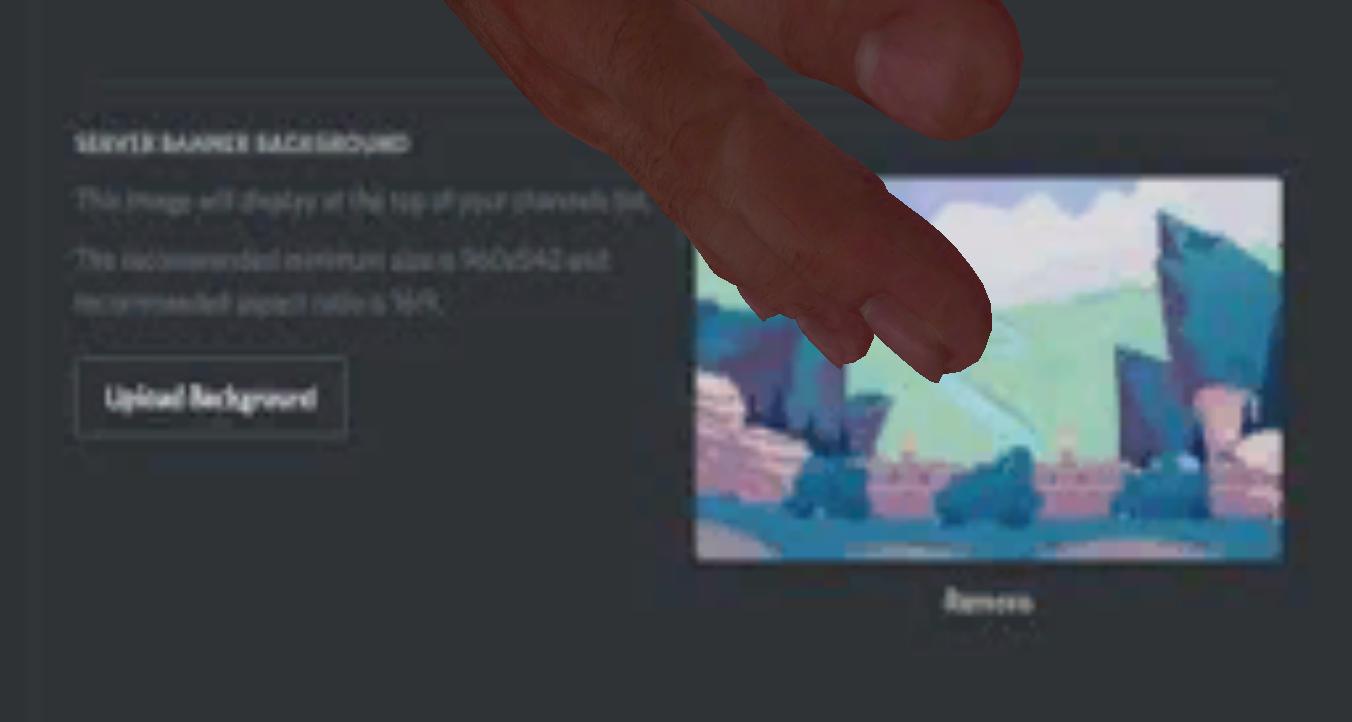 SERVER BANNER BACKGROUND
This image will display at the top of your channels list.
The recommended minimum size is 960x540 and
recommended aspect ratio is 16:9.
Upload Background
Remove